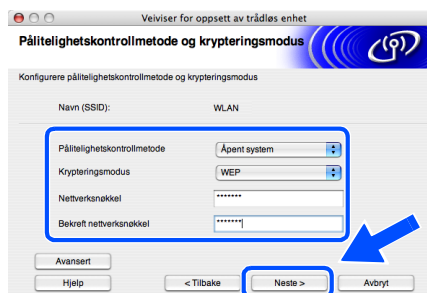 Veiviser for oppsett av trådløs enhet
Pålitelighetskontrollmetode og krypteringsmodus
Konfigurere pålitelighetskontrollmetode og krypteringsmodus
Navn (SSID): WLAN
Pålitelighetskontrollmetode Åpent system
Krypteringsmodus WEP
Nettverksnøkkel *******
Bekreft nettverksnøkkel *******
Avansert
Hjelp < Tilbake Neste > Avbryt